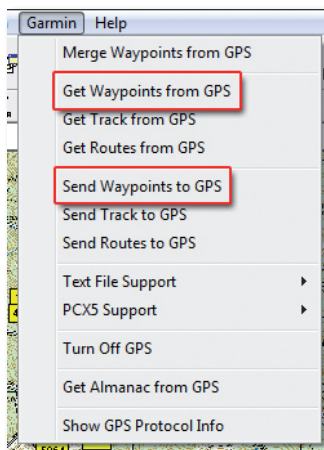 Garmin Help
Merge Waypoints from GPS
Get Waypoints from GPS
Get Track from GPS
Get Routes from GPS
Send Waypoints to GPS
Send Track to GPS
Send Routes to GPS
Text File Support
PCX5 Support
Turn Off GPS
Get Almanac from GPS
Show GPS Protocol Info